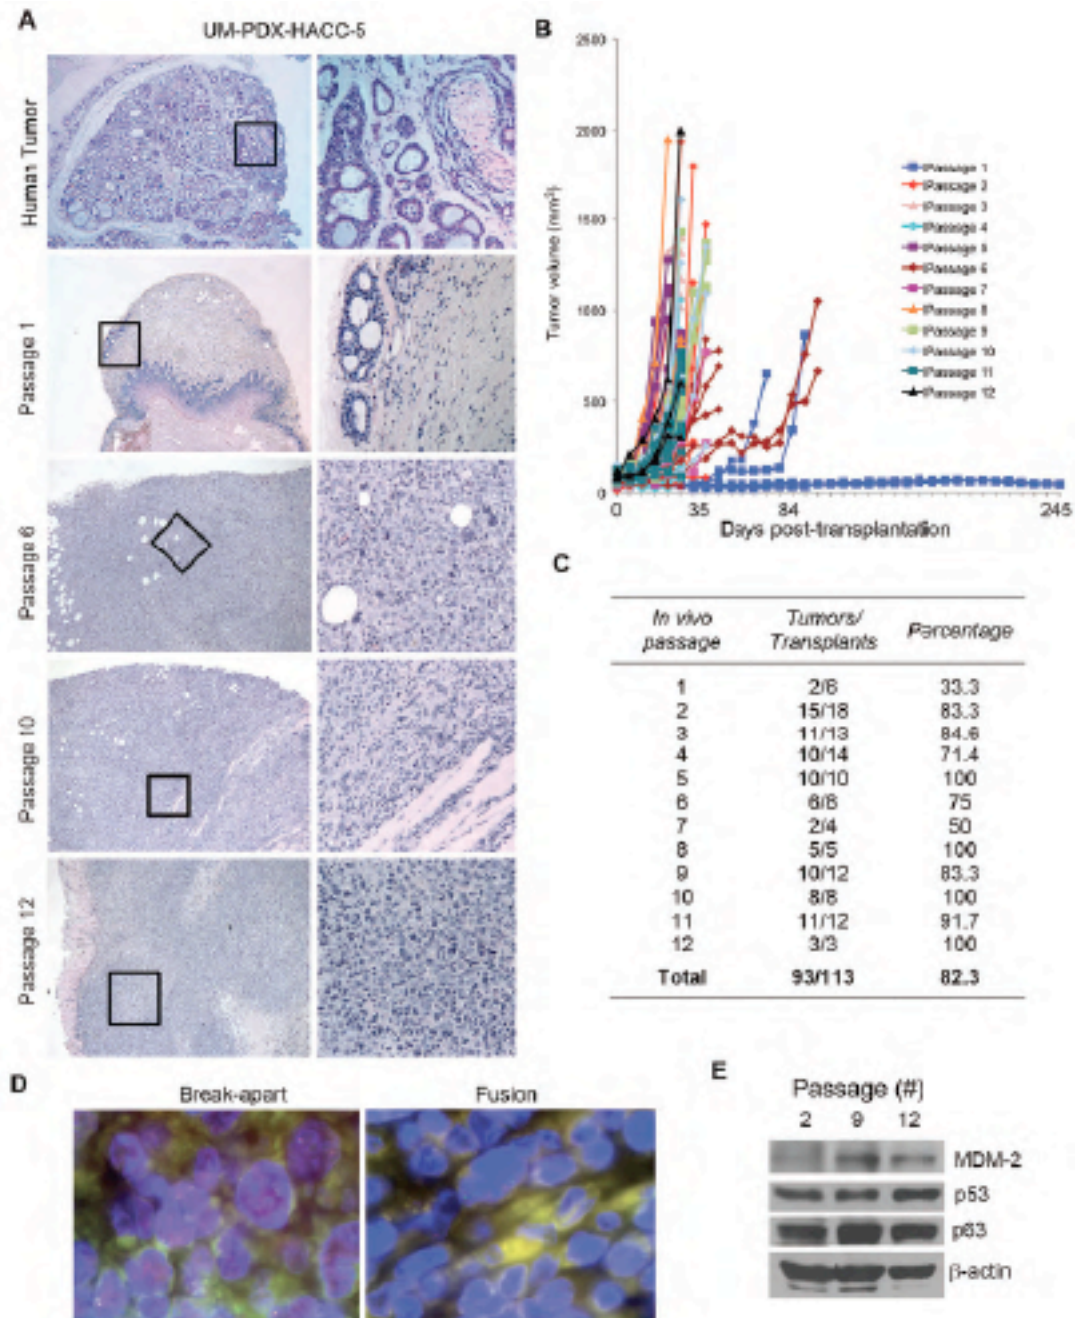 A
UM-PDX-HACC-5
Human Tumor
Passage 1
Passage 6
Passage 10
Passage 12
B
Tumor volume (mm³)
2500
2000
1500
1000
500
0
0 35 84 245
Days post-transplantation
Passage 1
Passage 2
Passage 3
Passage 4
Passage 5
Passage 6
Passage 7
Passage 8
Passage 9
Passage 10
Passage 11
Passage 12
C
In vivo passage Tumors/Transplants Percentage
1 2/6 33.3
2 15/18 83.3
3 11/13 84.6
4 10/14 71.4
5 10/10 100
6 6/8 75
7 2/4 50
8 5/5 100
9 10/12 83.3
10 8/8 100
11 11/12 91.7
12 3/3 100
Total 93/113 82.3
D
Break-apart
Fusion
E
Passage (#)
2 9 12
MDM-2
p53
p63
β-actin